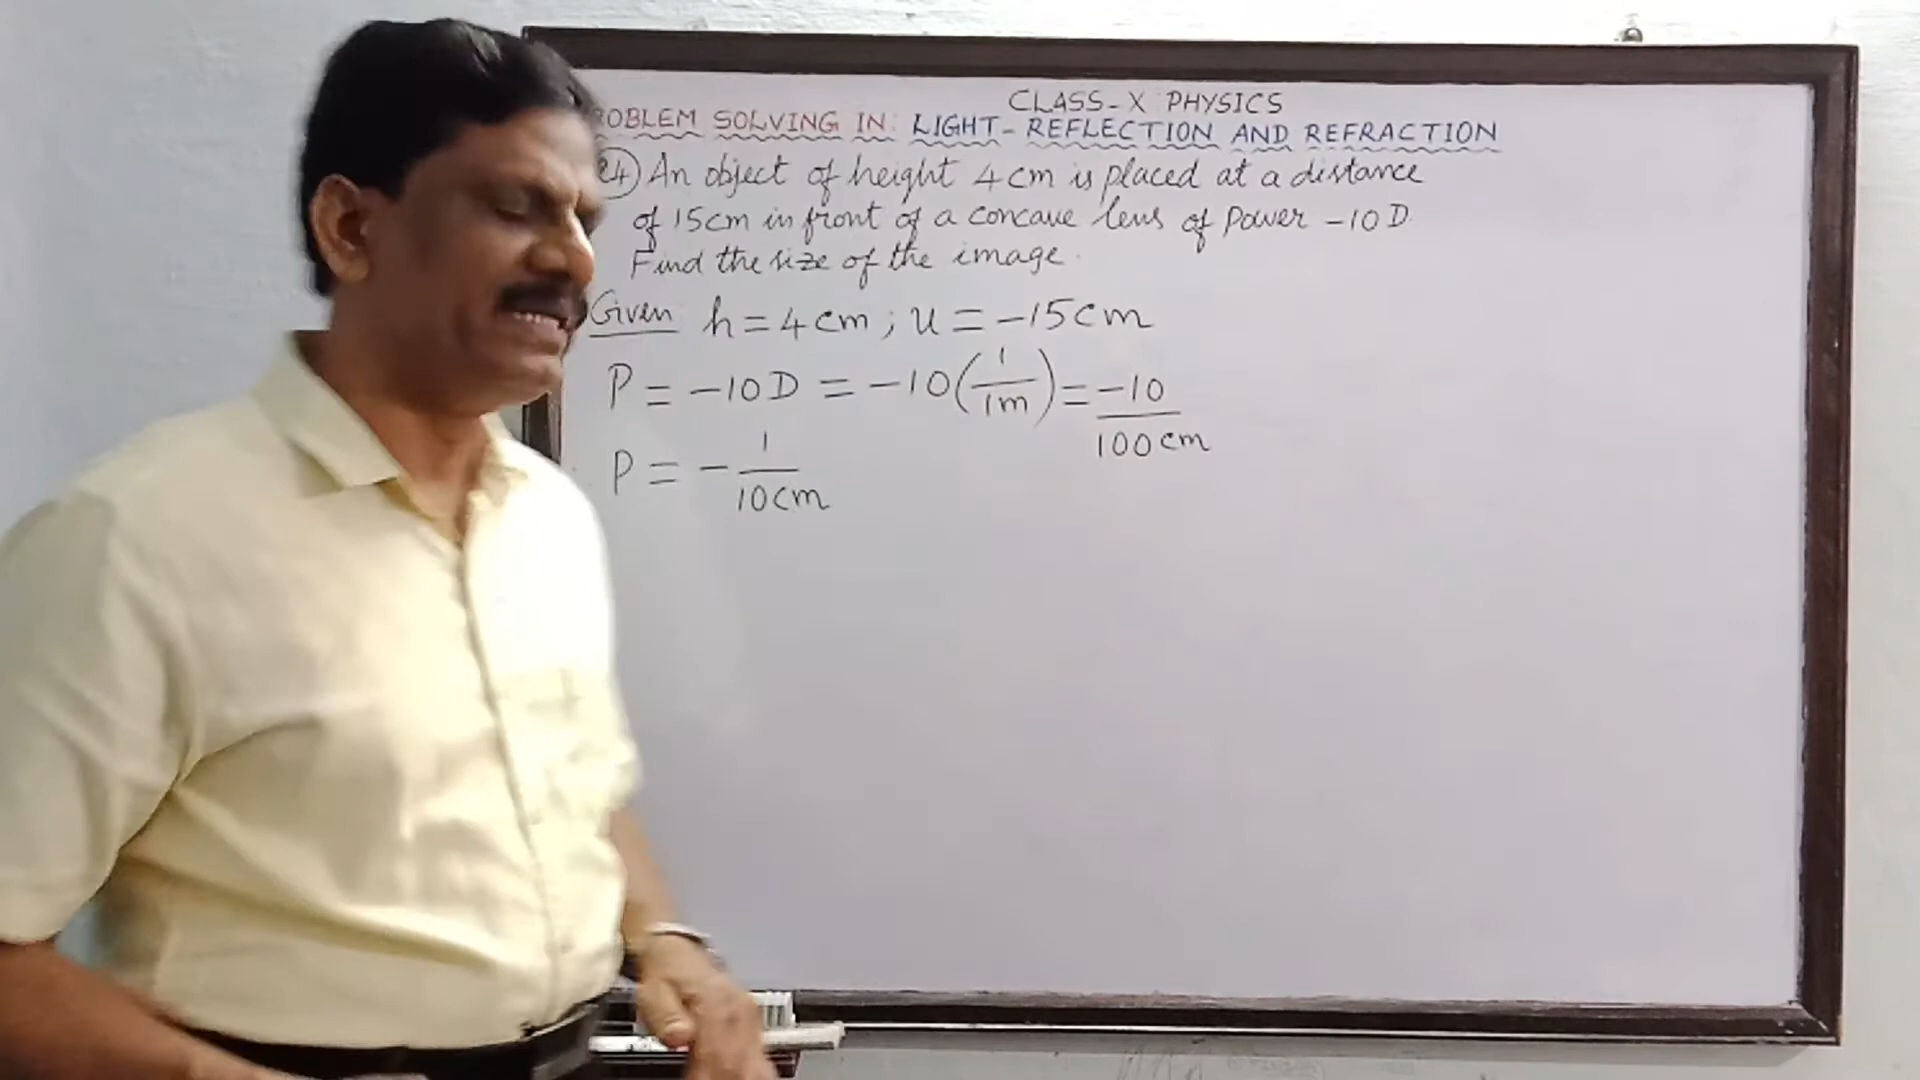 CLASS-X PHYSICS
ROBLEM SOLVING IN: LIGHT- REFLECTION AND REFRACTION
24) An object of height 4cm is placed at a distance
of 15cm in front of a concave lens of Power -10D.
Find the size of the image.
Given: h = 4cm ; u = -15cm
P = -10D = -10(1/1m) = -10/100cm
P = -1/10cm